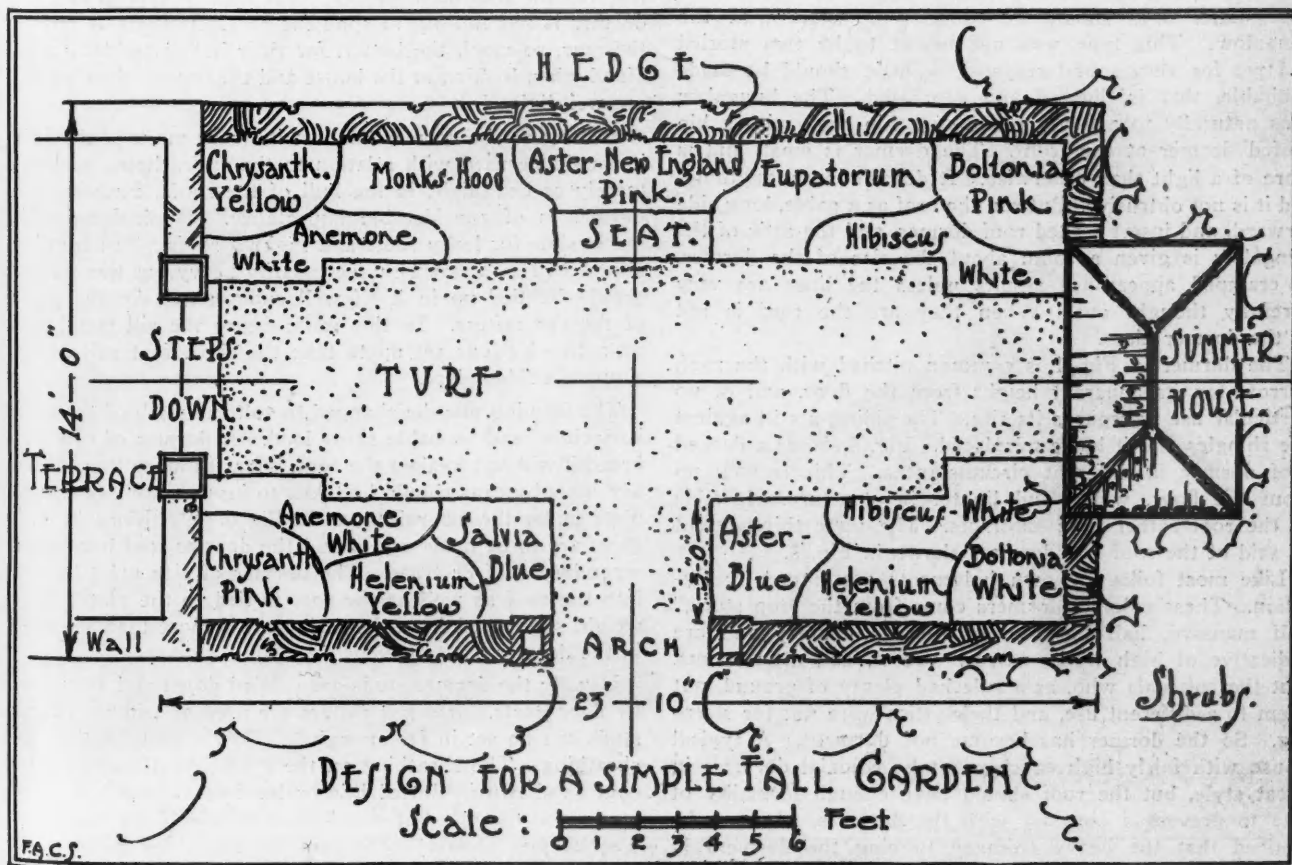 HEDGE
Chrysanth.
Yellow
Monks-Hood
Aster-New England
Pink.
Eupatorium
Boltonia
Pink.
Anemone
White
SEAT.
Hibiscus
White
14'0"
STEPS
DOWN
TURF
SUMMER
HOUSE
TERRACE
Anemone
White
Salvia
Blue
Chrysanth
Pink.
Helenium
Yellow
5'.0"
Hibiscus-White
Aster-
Blue
Helenium
Yellow
Boltonia
White
Wall
ARCH
23' 10"
Shrubs.
DESIGN FOR A SIMPLE FALL GARDEN
Scale: 0 1 2 3 4 5 6 Feet
F.A.C.S.